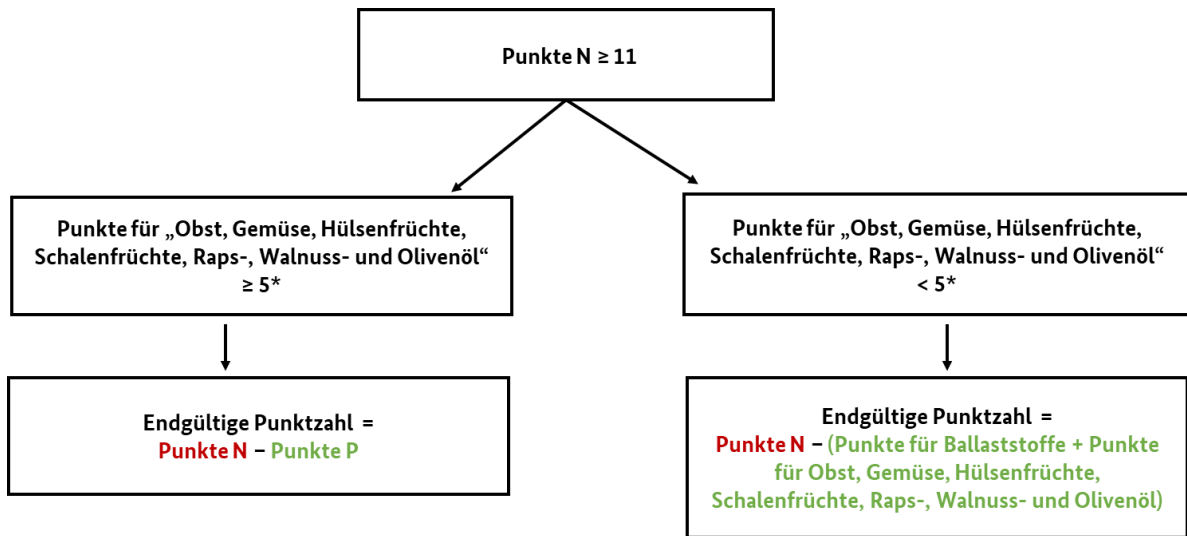 Punkte N ≥ 11
Punkte für „Obst, Gemüse, Hülsenfrüchte,
Schalenfrüchte, Raps-, Walnuss- und Olivenöl“
≥ 5*
Punkte für „Obst, Gemüse, Hülsenfrüchte,
Schalenfrüchte, Raps-, Walnuss- und Olivenöl“
< 5*
Endgültige Punktzahl =
Punkte N – Punkte P
Endgültige Punktzahl =
Punkte N – (Punkte für Ballaststoffe + Punkte
für Obst, Gemüse, Hülsenfrüchte,
Schalenfrüchte, Raps-, Walnuss- und Olivenöl)